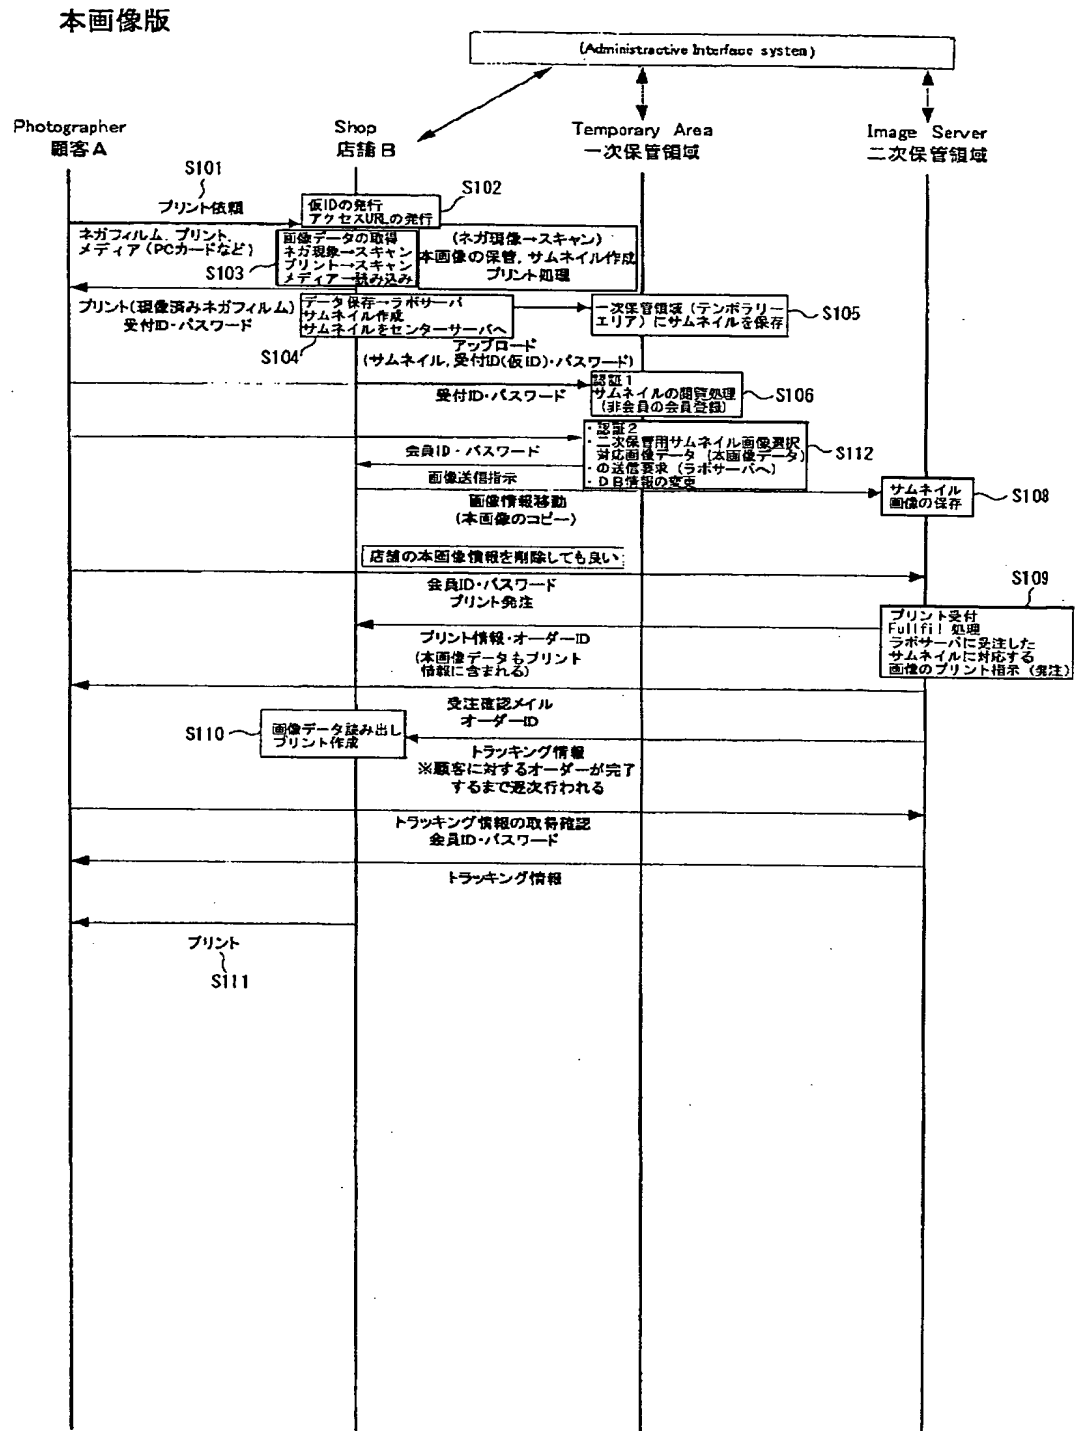 本画像版
(Administractive Interface system)
Photographer
顧客A
Shop
店舗B
Temporary Area
一次保管領域
Image Server
二次保管領域
S101
プリント依頼
S102
仮IDの発行
アクセスURLの発行
ネガフィルム、プリント、
メディア(PCカードなど)
S103
画像データの取得
ネガ現象→スキャン
プリント→スキャン
メディア→読み込み
(ネガ現像→スキャン)
本画像の保管,サムネイル作成
プリント処理
プリント(現像済みネガフィルム)
受付ID・パスワード
データ保存→ラボサーバ
サムネイル作成
サムネイルをセンターサーバへ
S104
一次保管領域(テンポラリー
エリア)にサムネイルを保存
S105
アップロード
(サムネイル,受付ID(仮ID)・パスワード)
受付ID・パスワード
認証1
サムネイルの閲覧処理
(非会員の会員登録)
S106
会員ID・パスワード
・認証2
・二次保管用サムネイル画像選択
対応画像データ(本画像データ)
・の送信要求(ラボサーバへ)
・DB情報の変更
S112
画像送信指示
画像情報移動
(本画像のコピー)
サムネイル
画像の保存
S108
店舗の本画像情報を削除しても良い
会員ID・パスワード
プリント発注
S109
プリント受付
Fullfil 処理
ラボサーバに受注した
サムネイルに対応する
画像のプリント指示(発注)
プリント情報・オーダーID
(本画像データもプリント
情報に含まれる)
受注確認メイル
オーダーID
S110
画像データ読み出し
プリント作成
トラッキング情報
※顧客に対するオーダーが完了
するまで逐次行われる
トラッキング情報の取得確認
会員ID・パスワード
トラッキング情報
プリント
S111